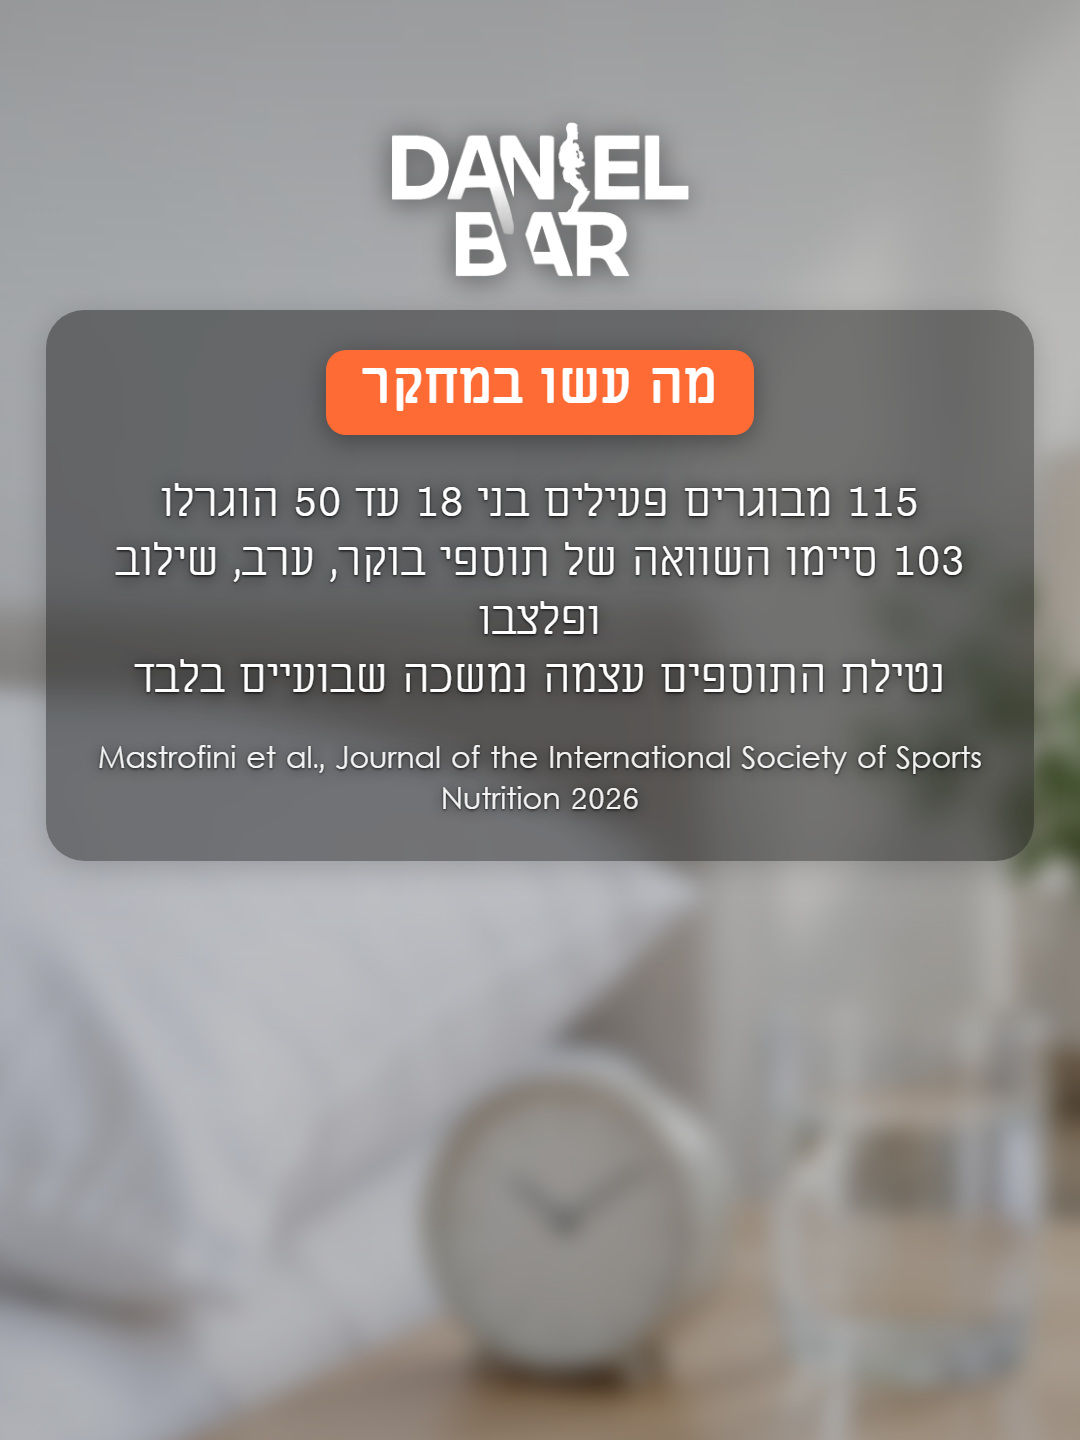 DANIEL
BAR
מה עשו במחקר
115 מבוגרים פעילים בני 18 עד 50 הוגרלו
103 סיימו השוואה של תוספי בוקר, ערב, שילוב
ופלצבו
נטילת התוספים עצמה נמשכה שבועיים בלבד
Mastrofini et al., Journal of the International Society of Sports
Nutrition 2026